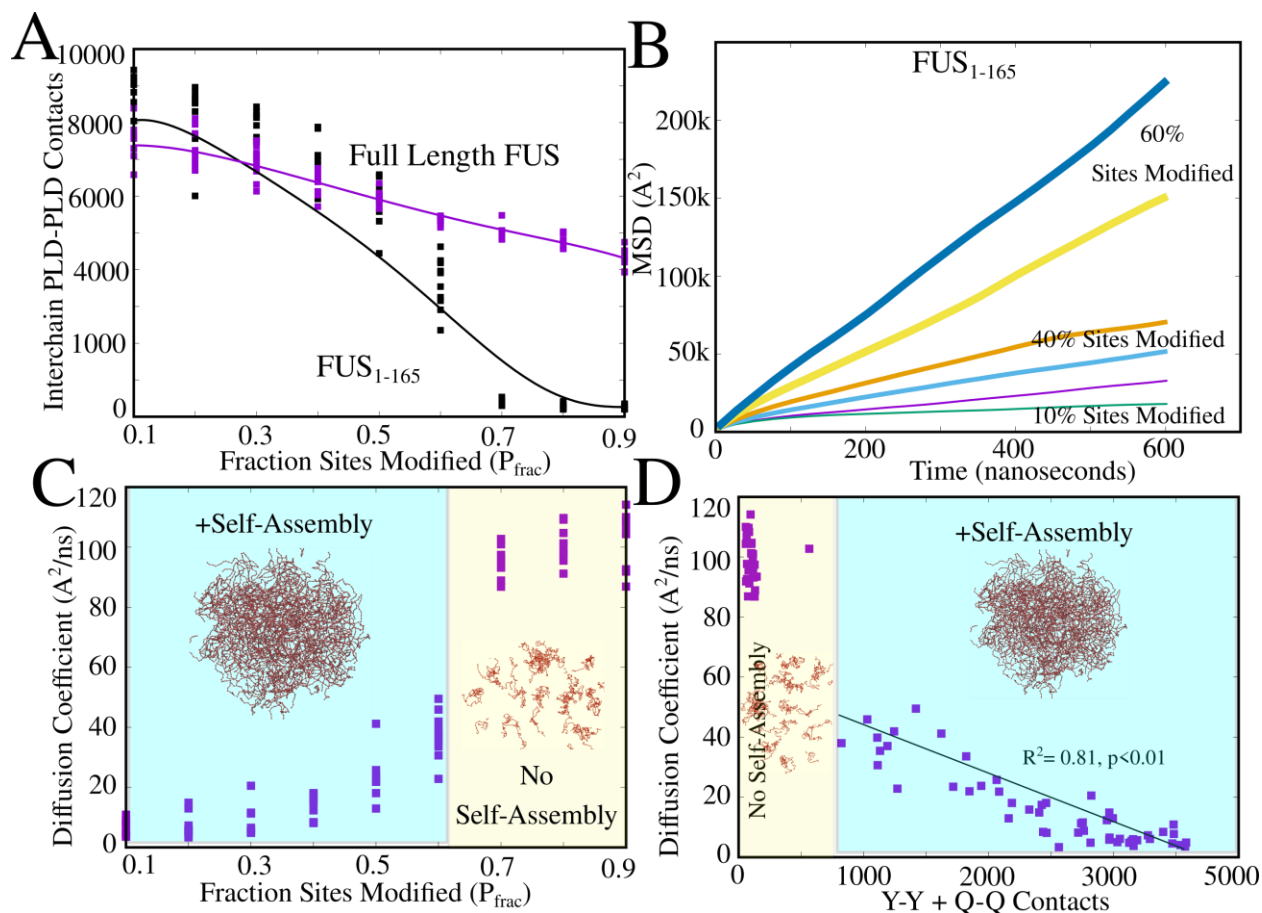 A
10000
8000
6000
4000
1000
0
Interchain PLD-PLD Contacts
Full Length FUS
FUS1-165
0.1 0.3 0.5 0.7 0.9
Fraction Sites Modified (Pfrac)
B
FUS1-165
200k
150k
100k
50k
0
MSD (A²)
60%
Sites Modified
40% Sites Modified
10% Sites Modified
0 200 400 600
Time (nanoseconds)
C
120
100
80
60
40
20
0
Diffusion Coefficient (A²/ns)
+Self-Assembly
No
Self-Assembly
0.1 0.3 0.5 0.7 0.9
Fraction Sites Modified (Pfrac)
D
120
100
80
60
40
20
0
Diffusion Coefficient (A²/ns)
No Self-Assembly
+Self-Assembly
R²= 0.81, p<0.01
0 1000 2000 3000 5000
Y-Y + Q-Q Contacts